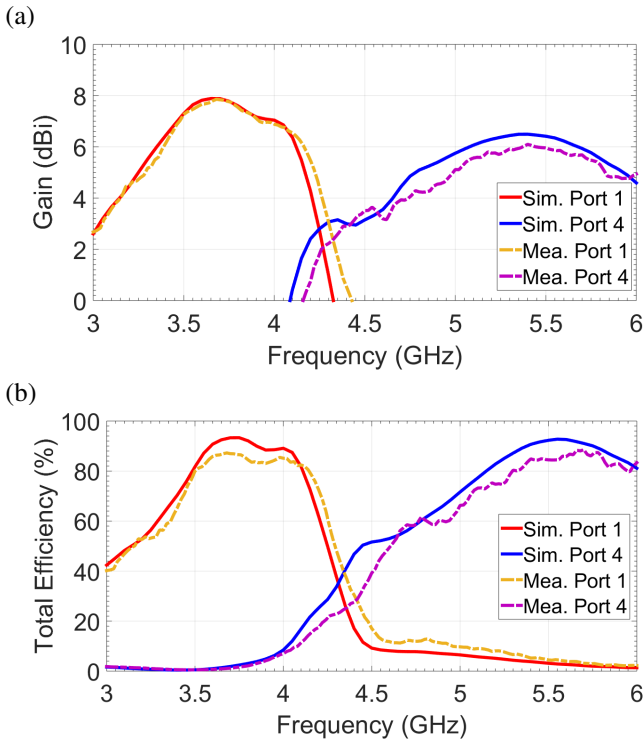 (a)
10
8
6
4
2
0
Gain (dBi)
Sim. Port 1
Sim. Port 4
Mea. Port 1
Mea. Port 4
3 3.5 4 4.5 5 5.5 6
Frequency (GHz)
(b)
100
80
60
40
20
0
Total Efficiency (%)
Sim. Port 1
Sim. Port 4
Mea. Port 1
Mea. Port 4
3 3.5 4 4.5 5 5.5 6
Frequency (GHz)